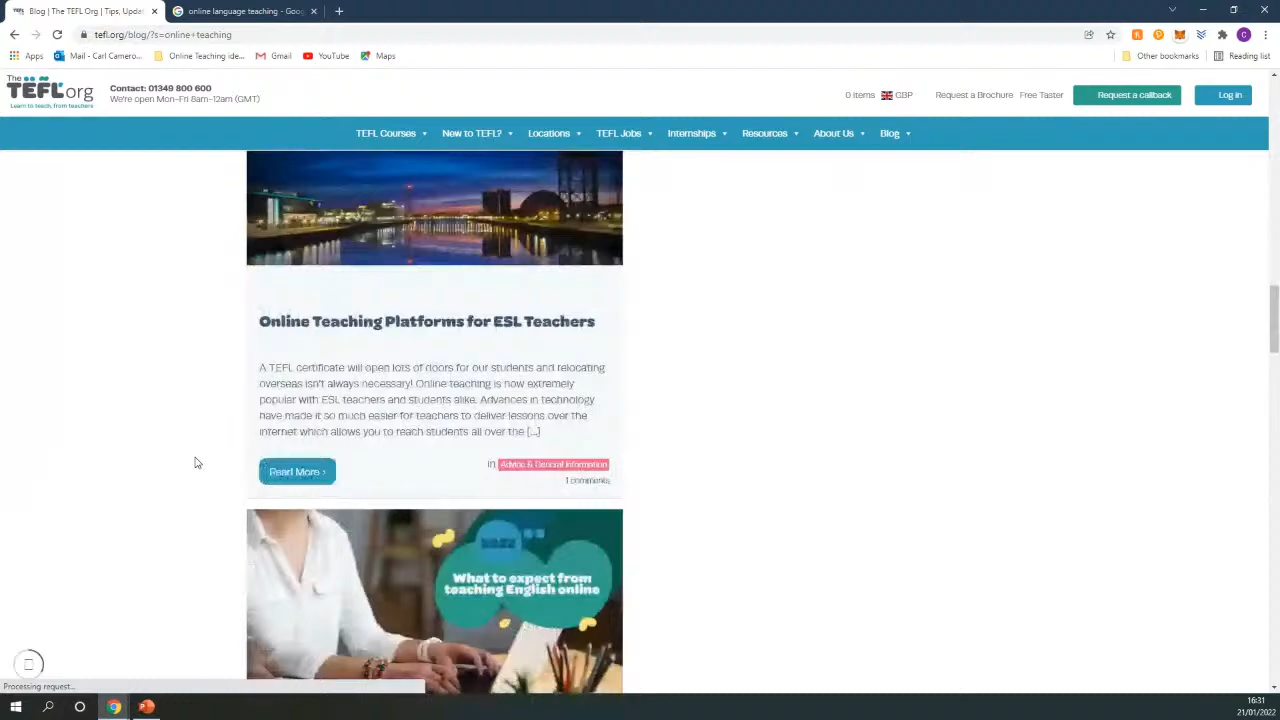 Blog | The TEFL Org | Tips, Updat
online language teaching - Goog
tefl.org/blog/?s=online+teaching
Apps
Mail - Carl Camero...
Online Teaching ide...
Gmail
YouTube
Maps
Other bookmarks
Reading list
The TEFL org
Learn to teach, from teachers
Contact: 01349 800 600
We're open Mon-Fri 8am-12am (GMT)
0 Items
GBP
Request a Brochure
Free Taster
Request a callback
Log in
TEFL Courses
New to TEFL?
Locations
TEFL Jobs
Internships
Resources
About Us
Blog
Online Teaching Platforms for ESL Teachers
A TEFL certificate will open lots of doors for our students and relocating
overseas isn't always necessary! Online teaching is now extremely
popular with ESL teachers and students alike. Advances in technology
have made it so much easier for teachers to deliver lessons over the
internet which allows you to reach students all over the [...]
Read More ›
in Advice & General Information
1 comments
What to expect from
teaching English online
Processing request...
16:31
21/01/2022